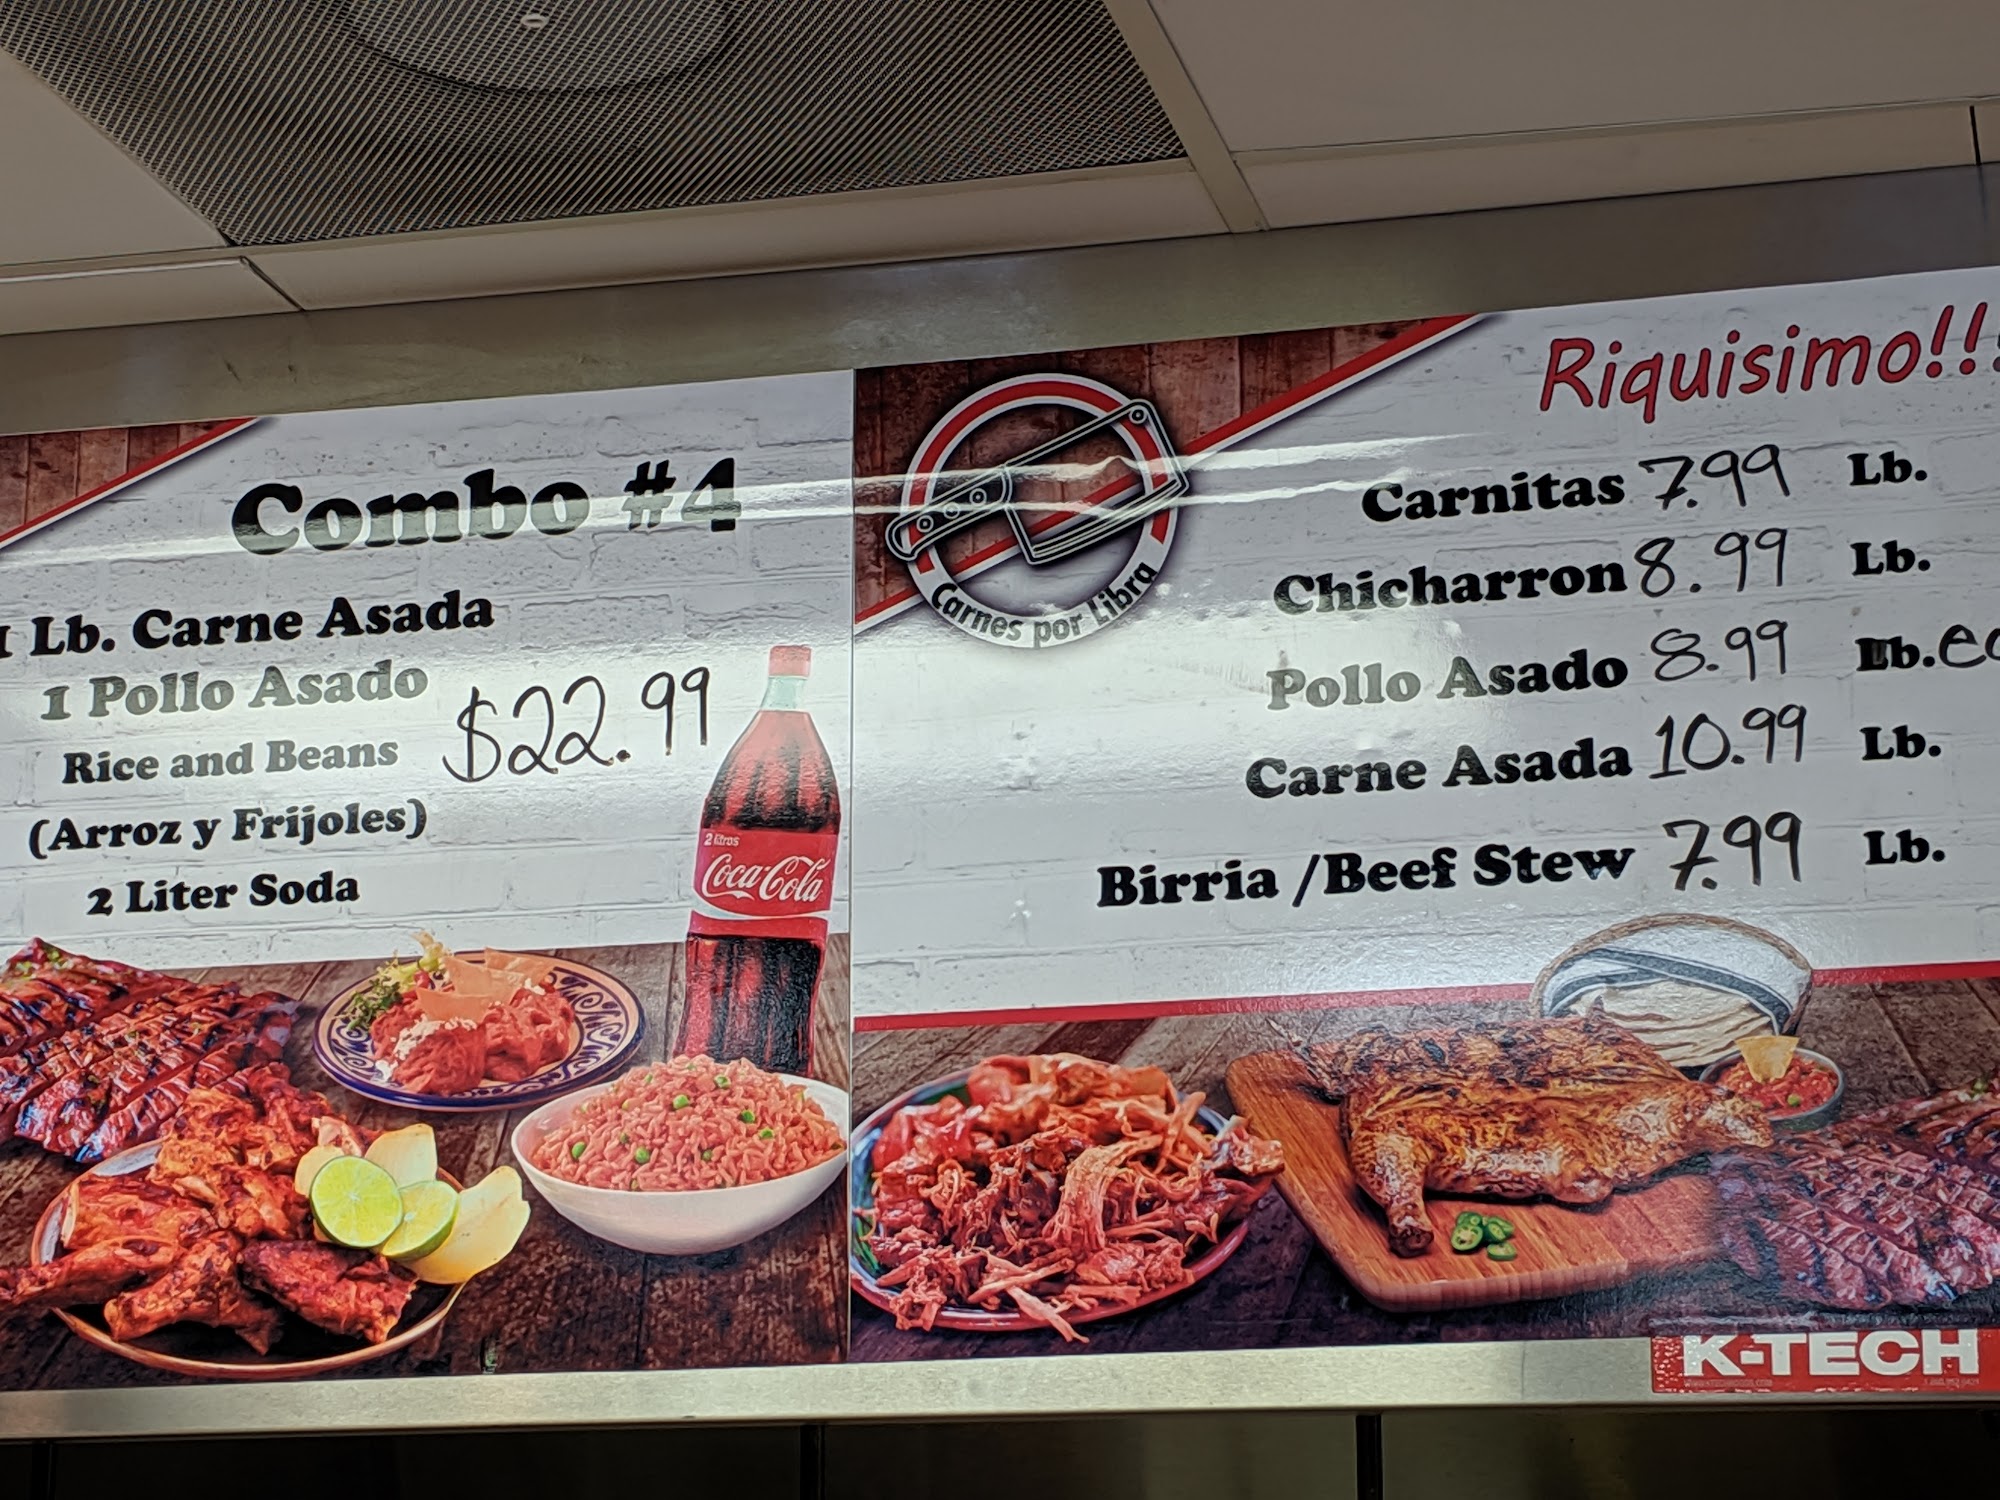 Combo #4
1 Lb. Carne Asada
1 Pollo Asado
Rice and Beans
$22.99
(Arroz y Frijoles)
2 Liter Soda
2 litros
Coca-Cola
Carnes por Libra
Riquisimo!!!
Carnitas 7.99 Lb.
Chicharron 8.99 Lb.
Pollo Asado 8.99 Lb.
Carne Asada 10.99 Lb.
Birria /Beef Stew 7.99 Lb.
K-TECH